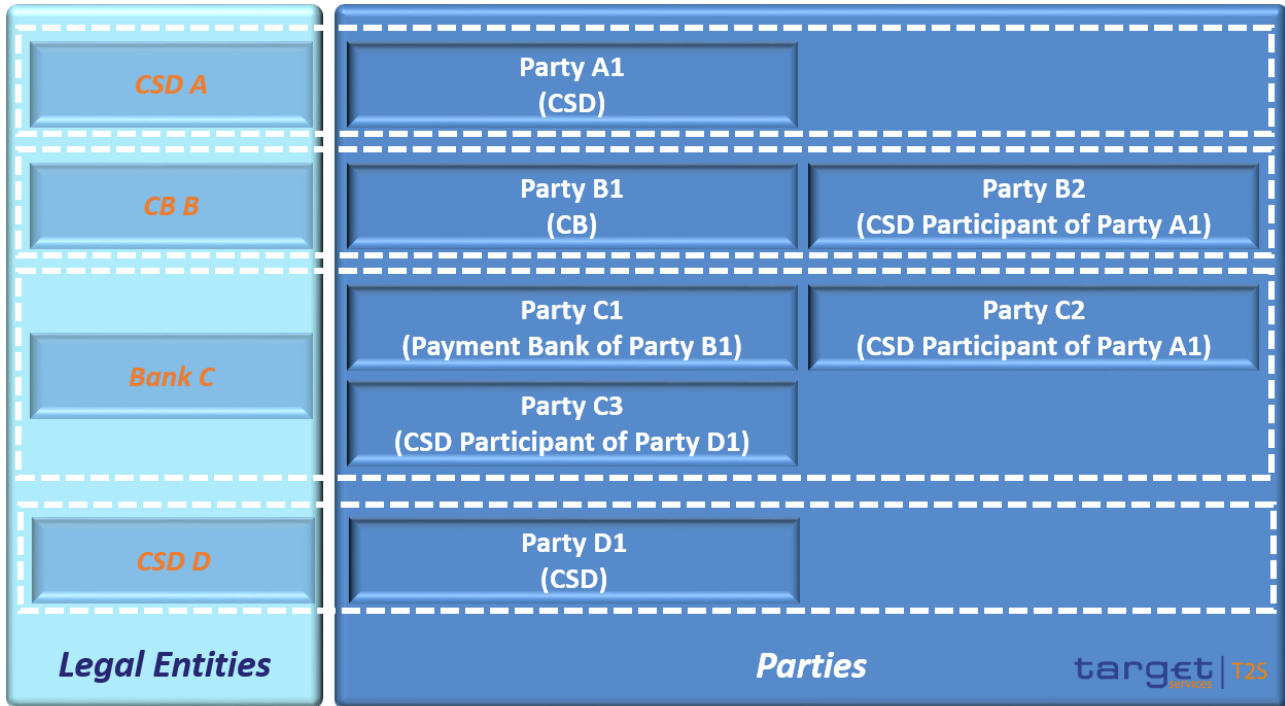 CSD A
Party A1
(CSD)
CB B
Party B1
(CB)
Party B2
(CSD Participant of Party A1)
Bank C
Party C1
(Payment Bank of Party B1)
Party C2
(CSD Participant of Party A1)
Party C3
(CSD Participant of Party D1)
CSD D
Party D1
(CSD)
Legal Entities
Parties
target | T2S
services